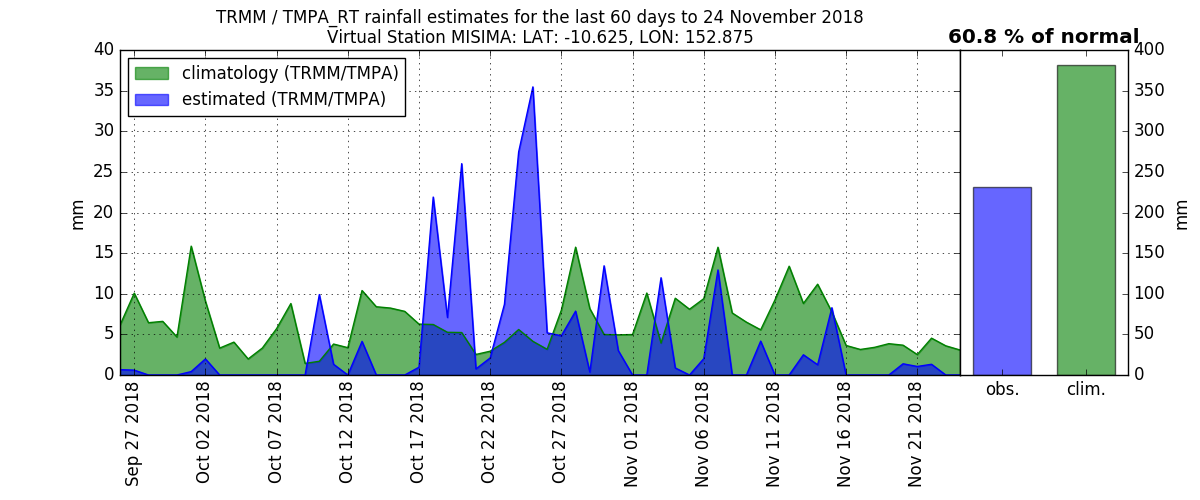 TRMM / TMPA_RT rainfall estimates for the last 60 days to 24 November 2018
Virtual Station MISIMA: LAT: -10.625, LON: 152.875
60.8 % of normal
climatology (TRMM/TMPA)
estimated (TRMM/TMPA)
40
35
30
25
20
15
10
5
0
mm
400
350
300
250
200
150
100
50
0
mm
Sep 27 2018
Oct 02 2018
Oct 07 2018
Oct 12 2018
Oct 17 2018
Oct 22 2018
Oct 27 2018
Nov 01 2018
Nov 06 2018
Nov 11 2018
Nov 16 2018
Nov 21 2018
obs.
clim.